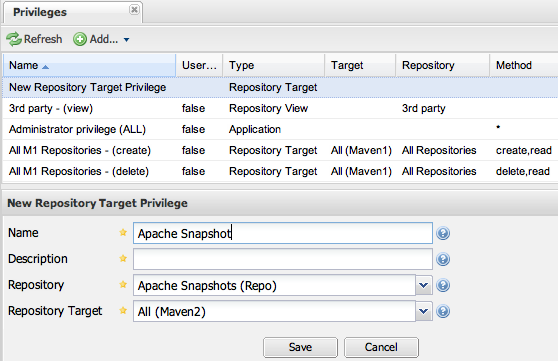 Privileges
Refresh Add...
Name User... Type Target Repository Method
New Repository Target Privilege Repository Target
3rd party - (view) false Repository View 3rd party
Administrator privilege (ALL) false Application *
All M1 Repositories - (create) false Repository Target All (Maven1) All Repositories create,read
All M1 Repositories - (delete) false Repository Target All (Maven1) All Repositories delete,read
New Repository Target Privilege
Name Apache Snapshot
Description
Repository Apache Snapshots (Repo)
Repository Target All (Maven2)
Save Cancel